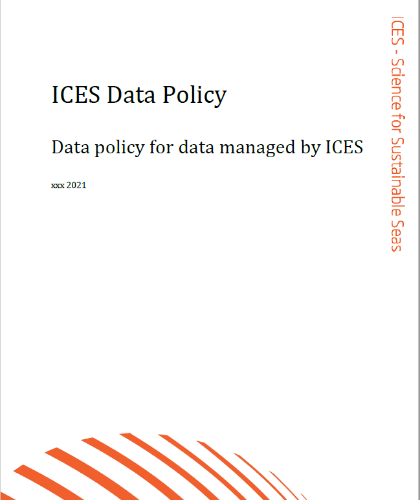 ICES Data Policy
Data policy for data managed by ICES
xxx 2021
ICES - Science for Sustainable Seas